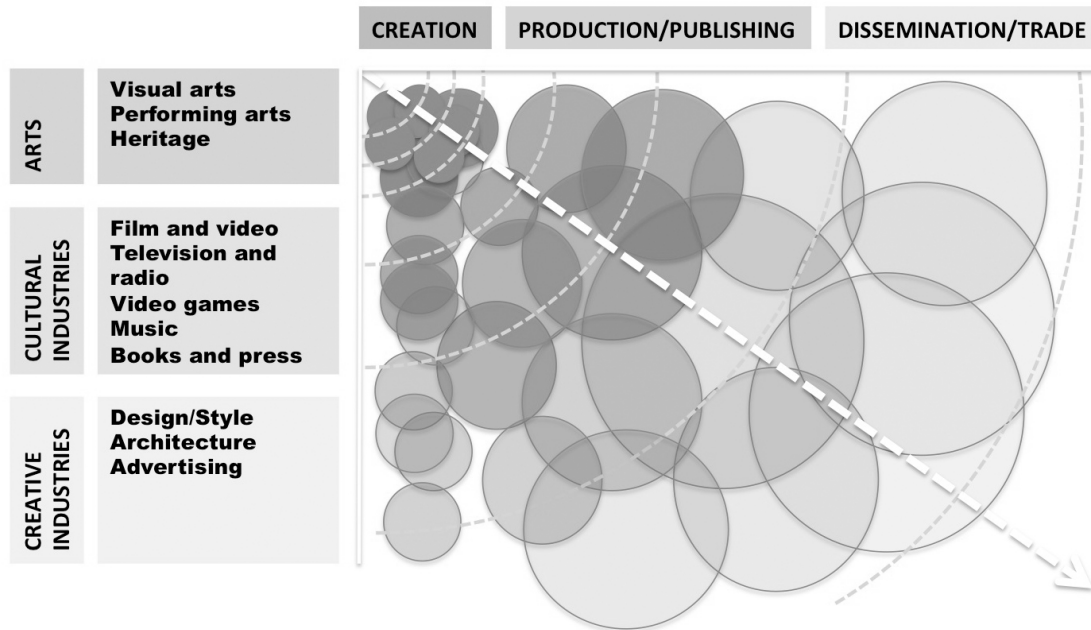 CREATION
PRODUCTION/PUBLISHING
DISSEMINATION/TRADE
ARTS
Visual arts
Performing arts
Heritage
CULTURAL
INDUSTRIES
Film and video
Television and
radio
Video games
Music
Books and press
CREATIVE
INDUSTRIES
Design/Style
Architecture
Advertising